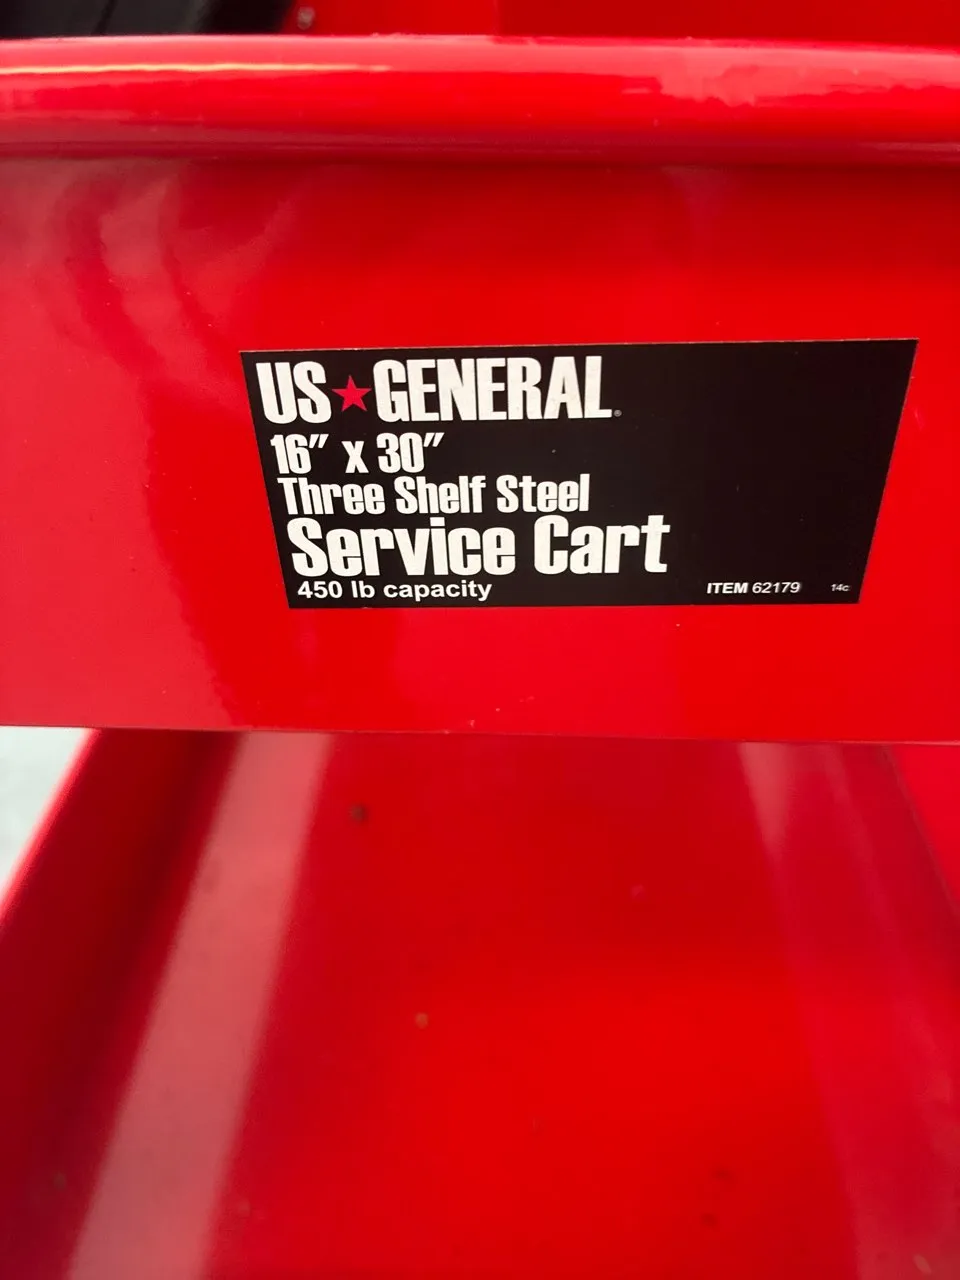 US★GENERAL®
16” x 30”
Three Shelf Steel
Service Cart
450 lb capacity
ITEM 62179 14c